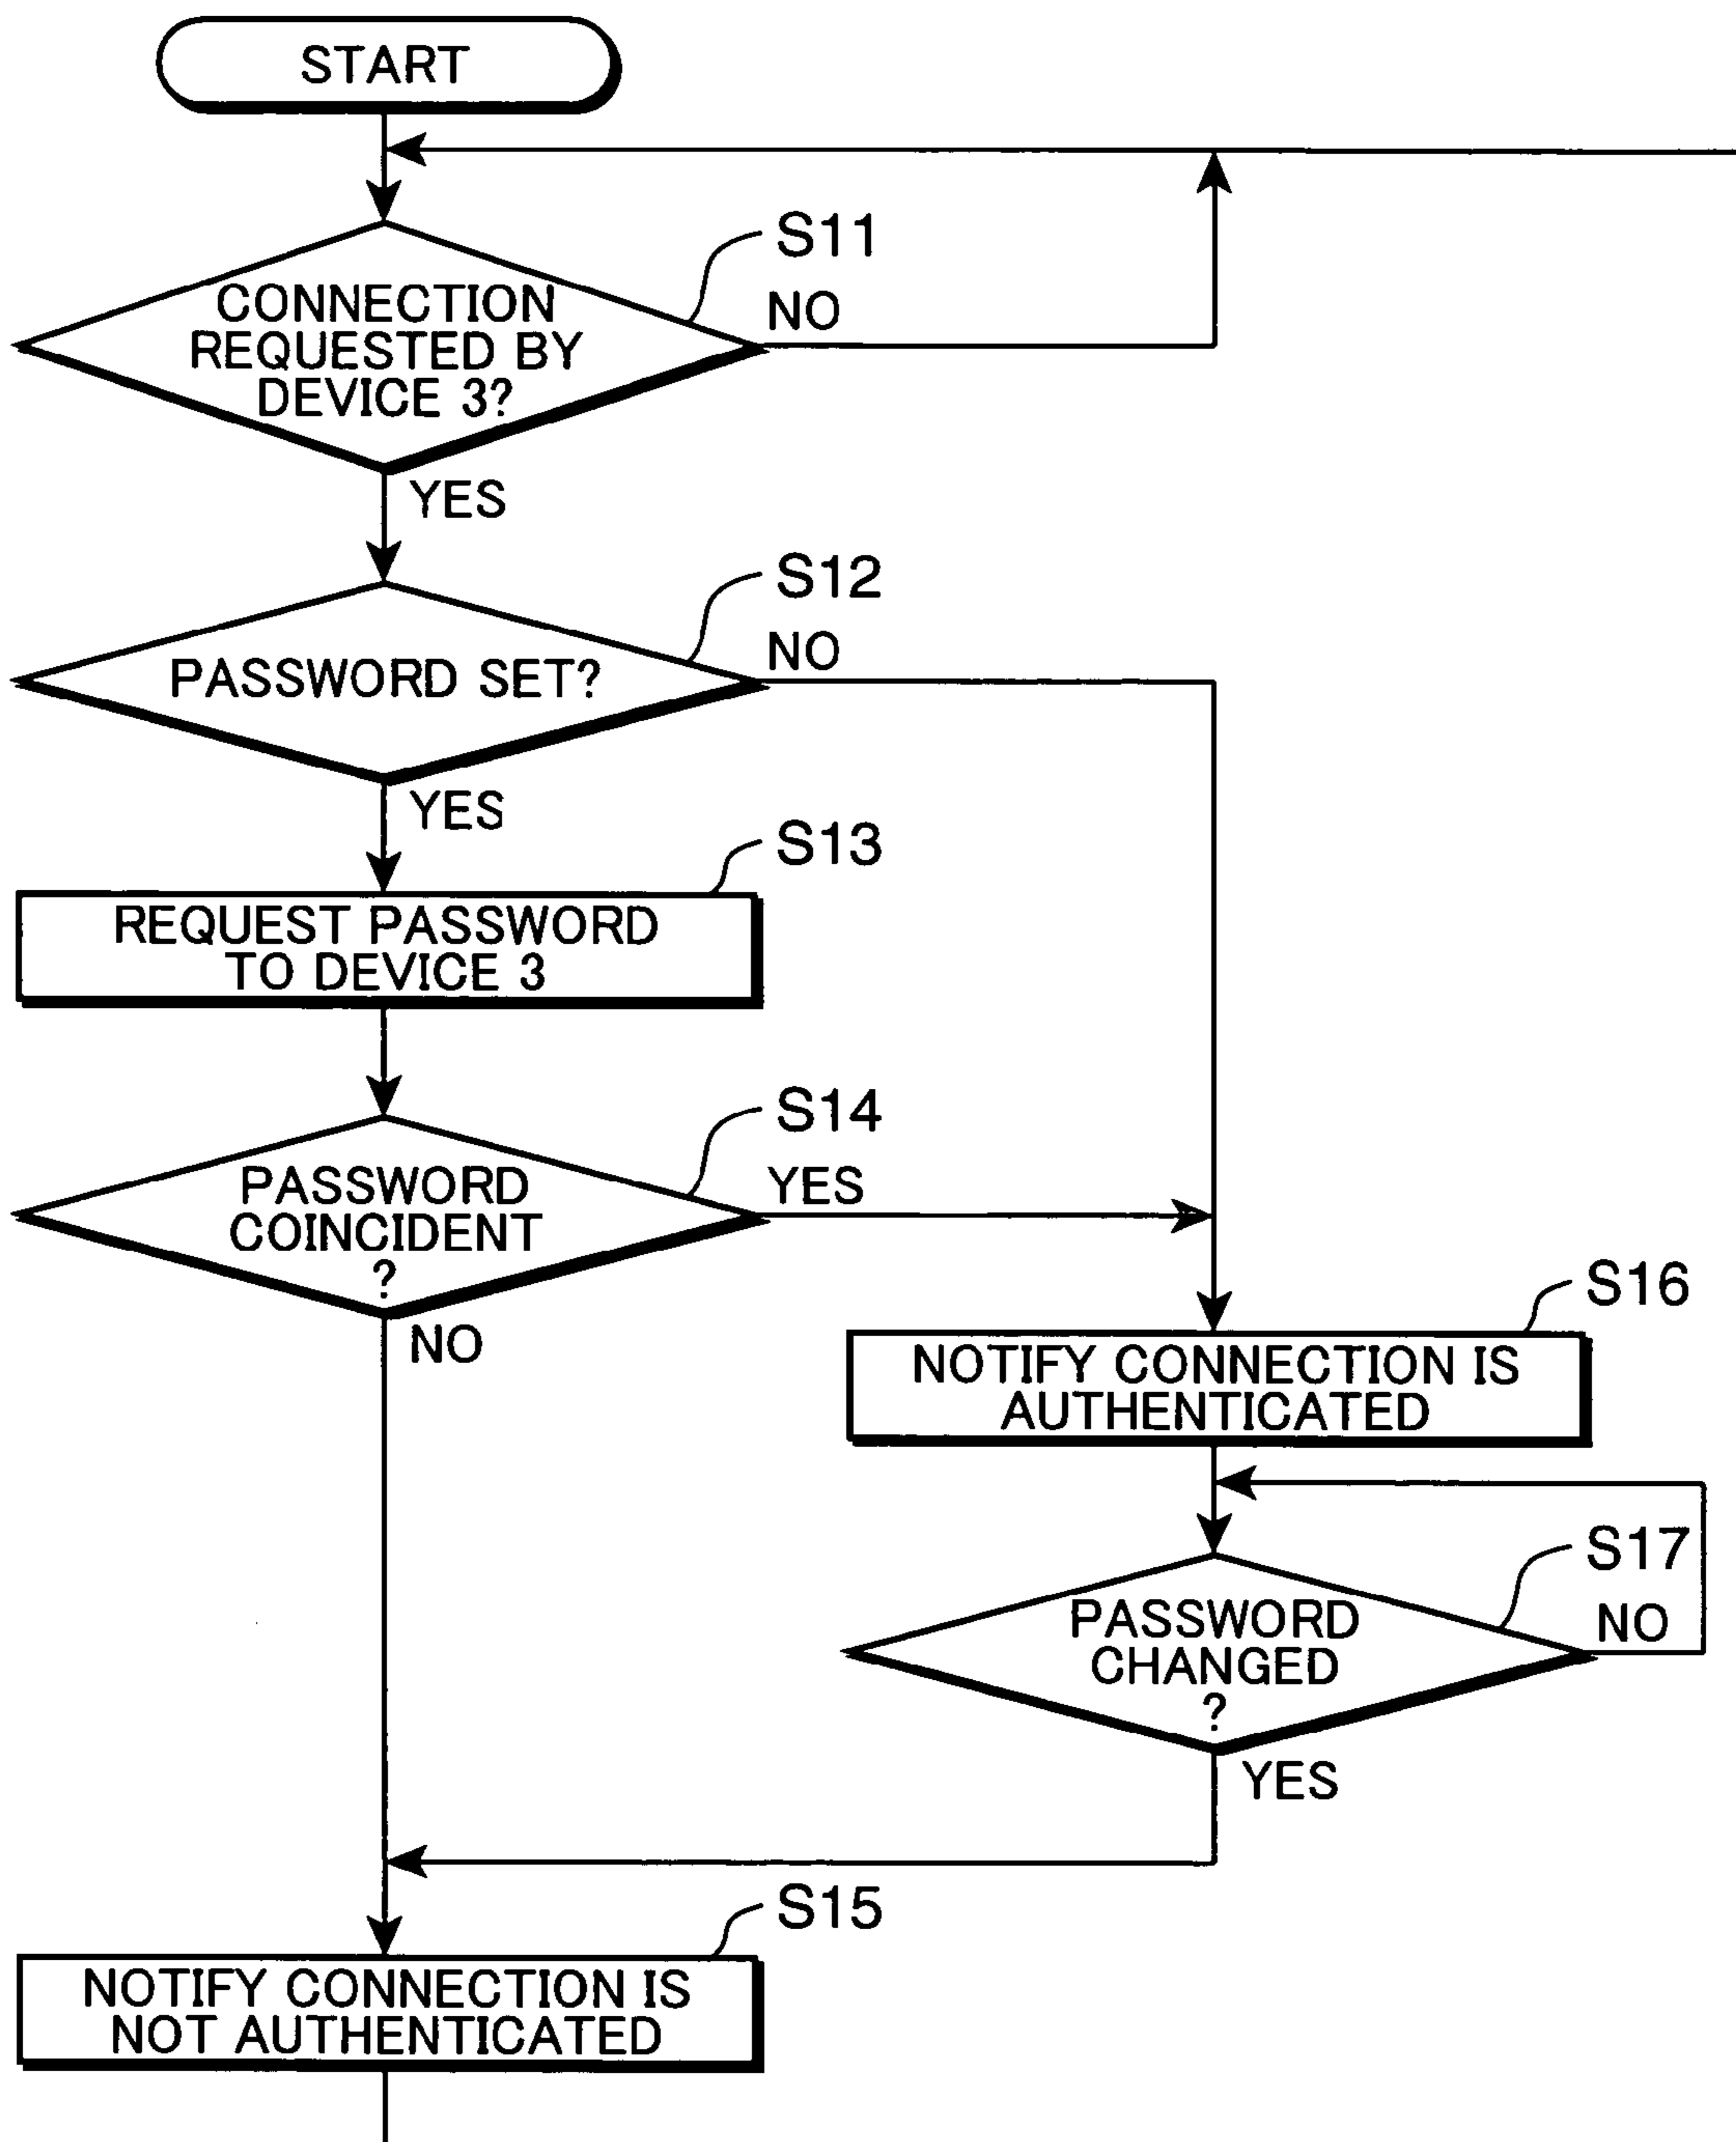 START
S11
CONNECTION
REQUESTED BY
DEVICE 3?
NO
YES
S12
PASSWORD SET?
NO
YES
S13
REQUEST PASSWORD
TO DEVICE 3
S14
PASSWORD
COINCIDENT
?
YES
NO
S16
NOTIFY CONNECTION IS
AUTHENTICATED
S17
PASSWORD
CHANGED
?
NO
YES
S15
NOTIFY CONNECTION IS
NOT AUTHENTICATED